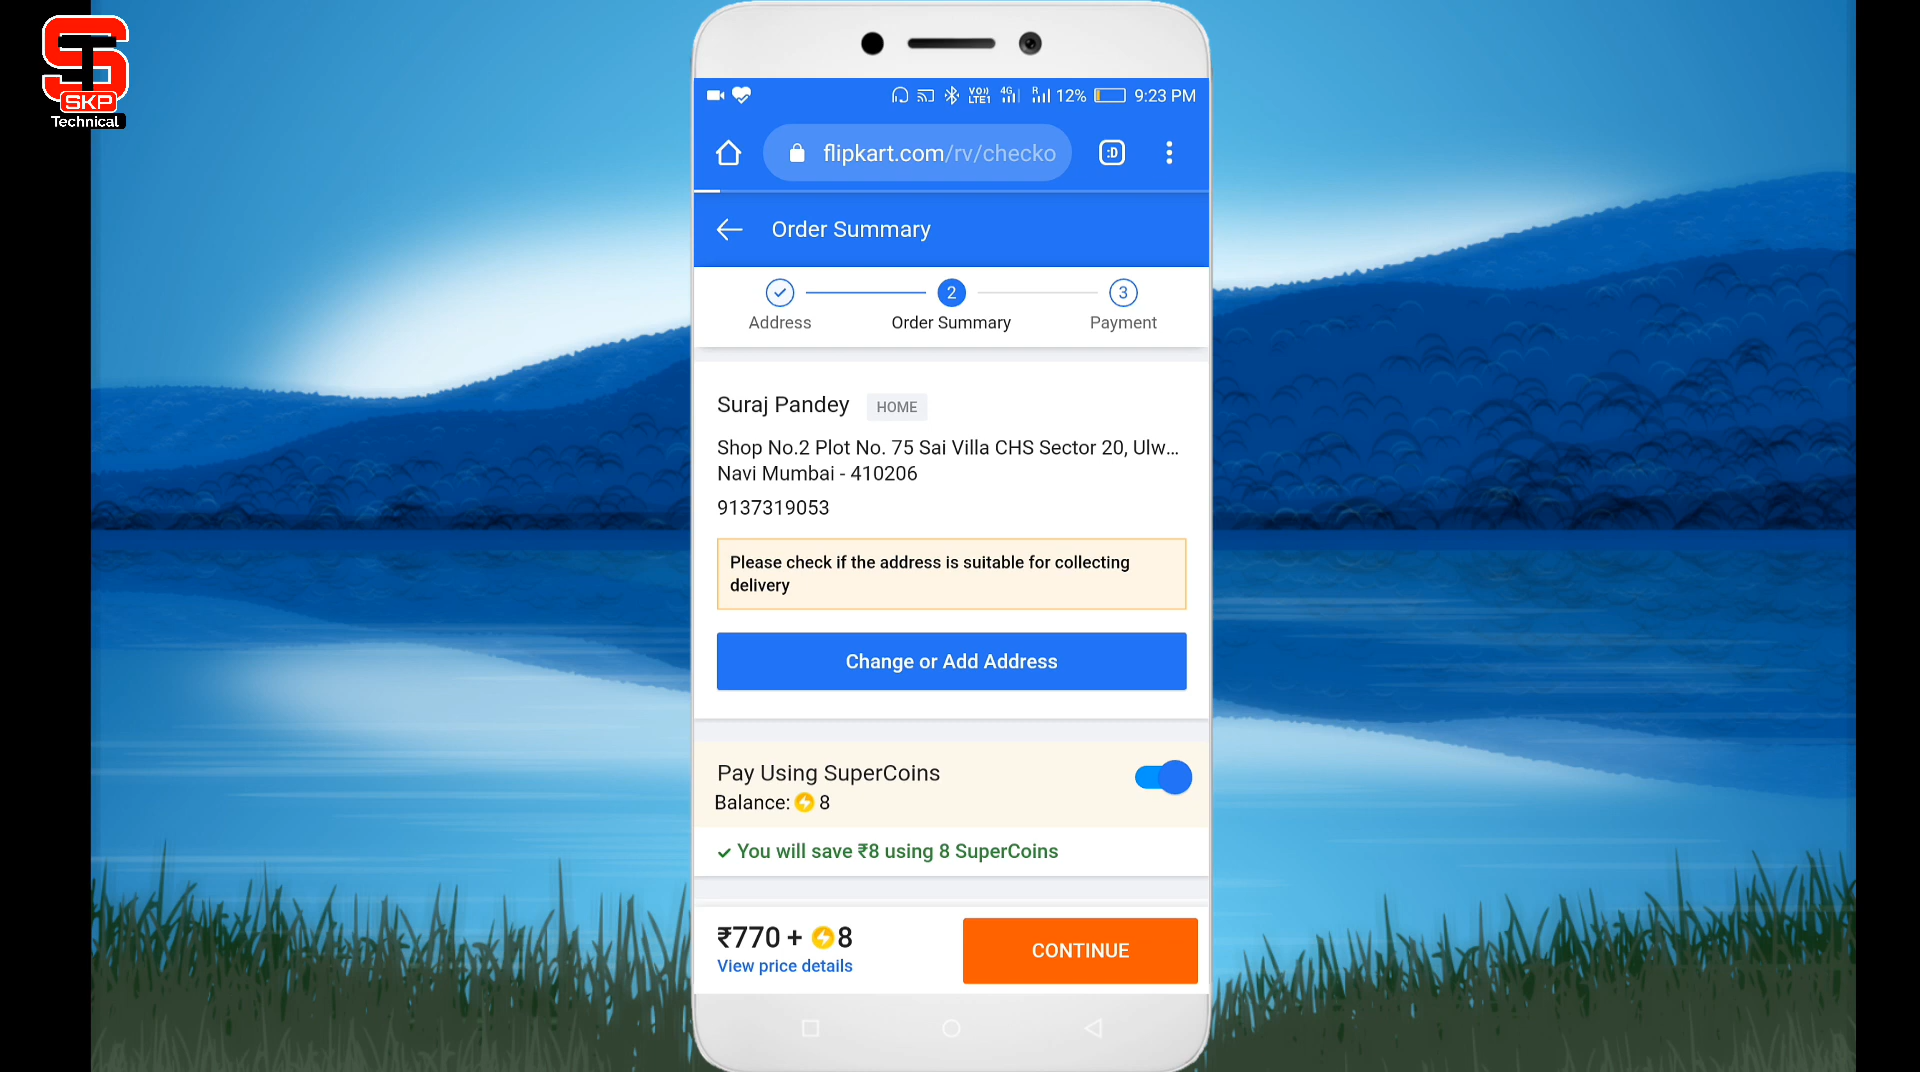 SKP
Technical
VO))
LTE1
4G
R
12%
9:23 PM
flipkart.com/rv/checko
:D
Order Summary
2
3
Address
Order Summary
Payment
Suraj Pandey
HOME
Shop No.2 Plot No. 75 Sai Villa CHS Sector 20, Ulw...
Navi Mumbai - 410206
9137319053
Please check if the address is suitable for collecting
delivery
Change or Add Address
Pay Using SuperCoins
Balance: 8
You will save ₹8 using 8 SuperCoins
₹770 + 8
View price details
CONTINUE